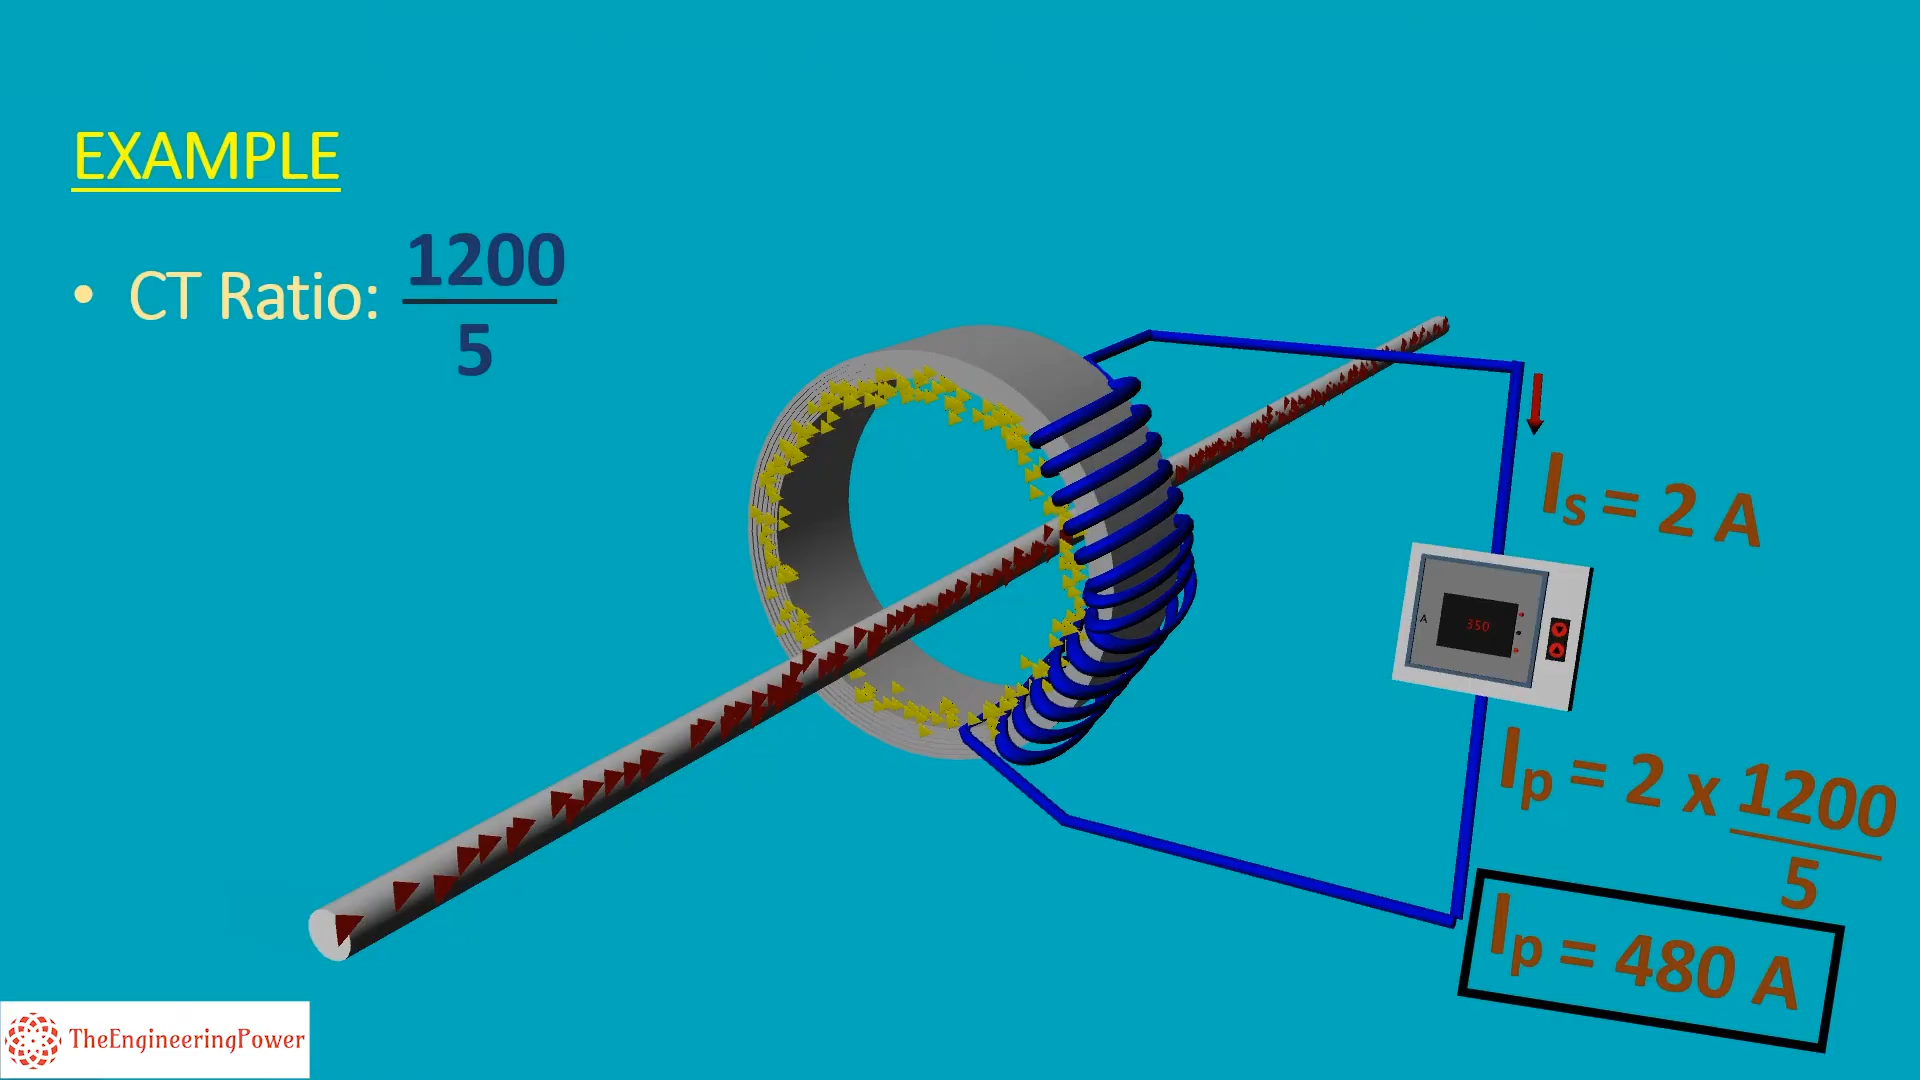 EXAMPLE
• CT Ratio: 1200
5
Is = 2 A
A
350
Ip = 2 x 1200
5
Ip = 480 A
TheEngineeringPower